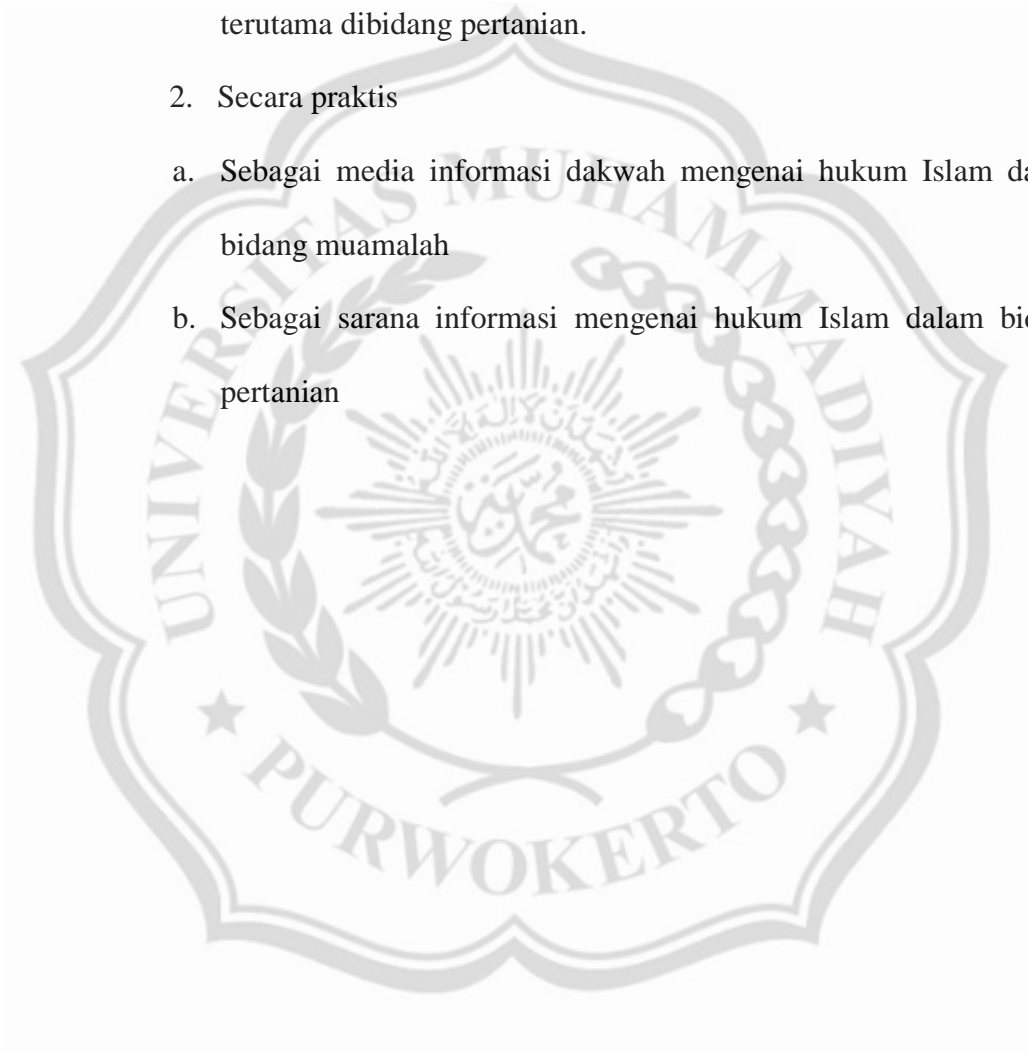 terutama dibidang pertanian.
2. Secara praktis
a. Sebagai media informasi dakwah mengenai hukum Islam da
bidang muamalah
b. Sebagai sarana informasi mengenai hukum Islam dalam bid
pertanian
UNIVERSITAS MUHAMMADIYAH
PURWOKERTO